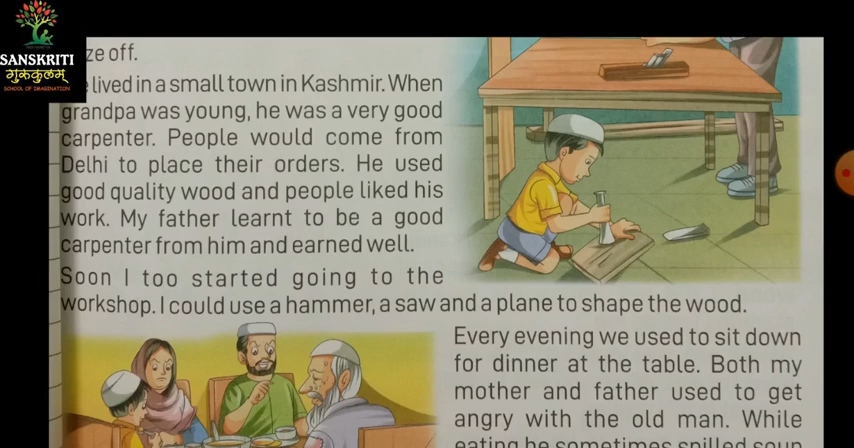 SANSKRITI
गुरुकुलम्
SCHOOL OF IMAGINATION
off.
lived in a small town in Kashmir. When
grandpa was young, he was a very good
carpenter. People would come from
Delhi to place their orders. He used
good quality wood and people liked his
work. My father learnt to be a good
carpenter from him and earned well.
Soon I too started going to the
workshop. I could use a hammer, a saw and a plane to shape the wood.
Every evening we used to sit down
for dinner at the table. Both my
mother and father used to get
angry with the old man. While
eating he sometimes spilled soup